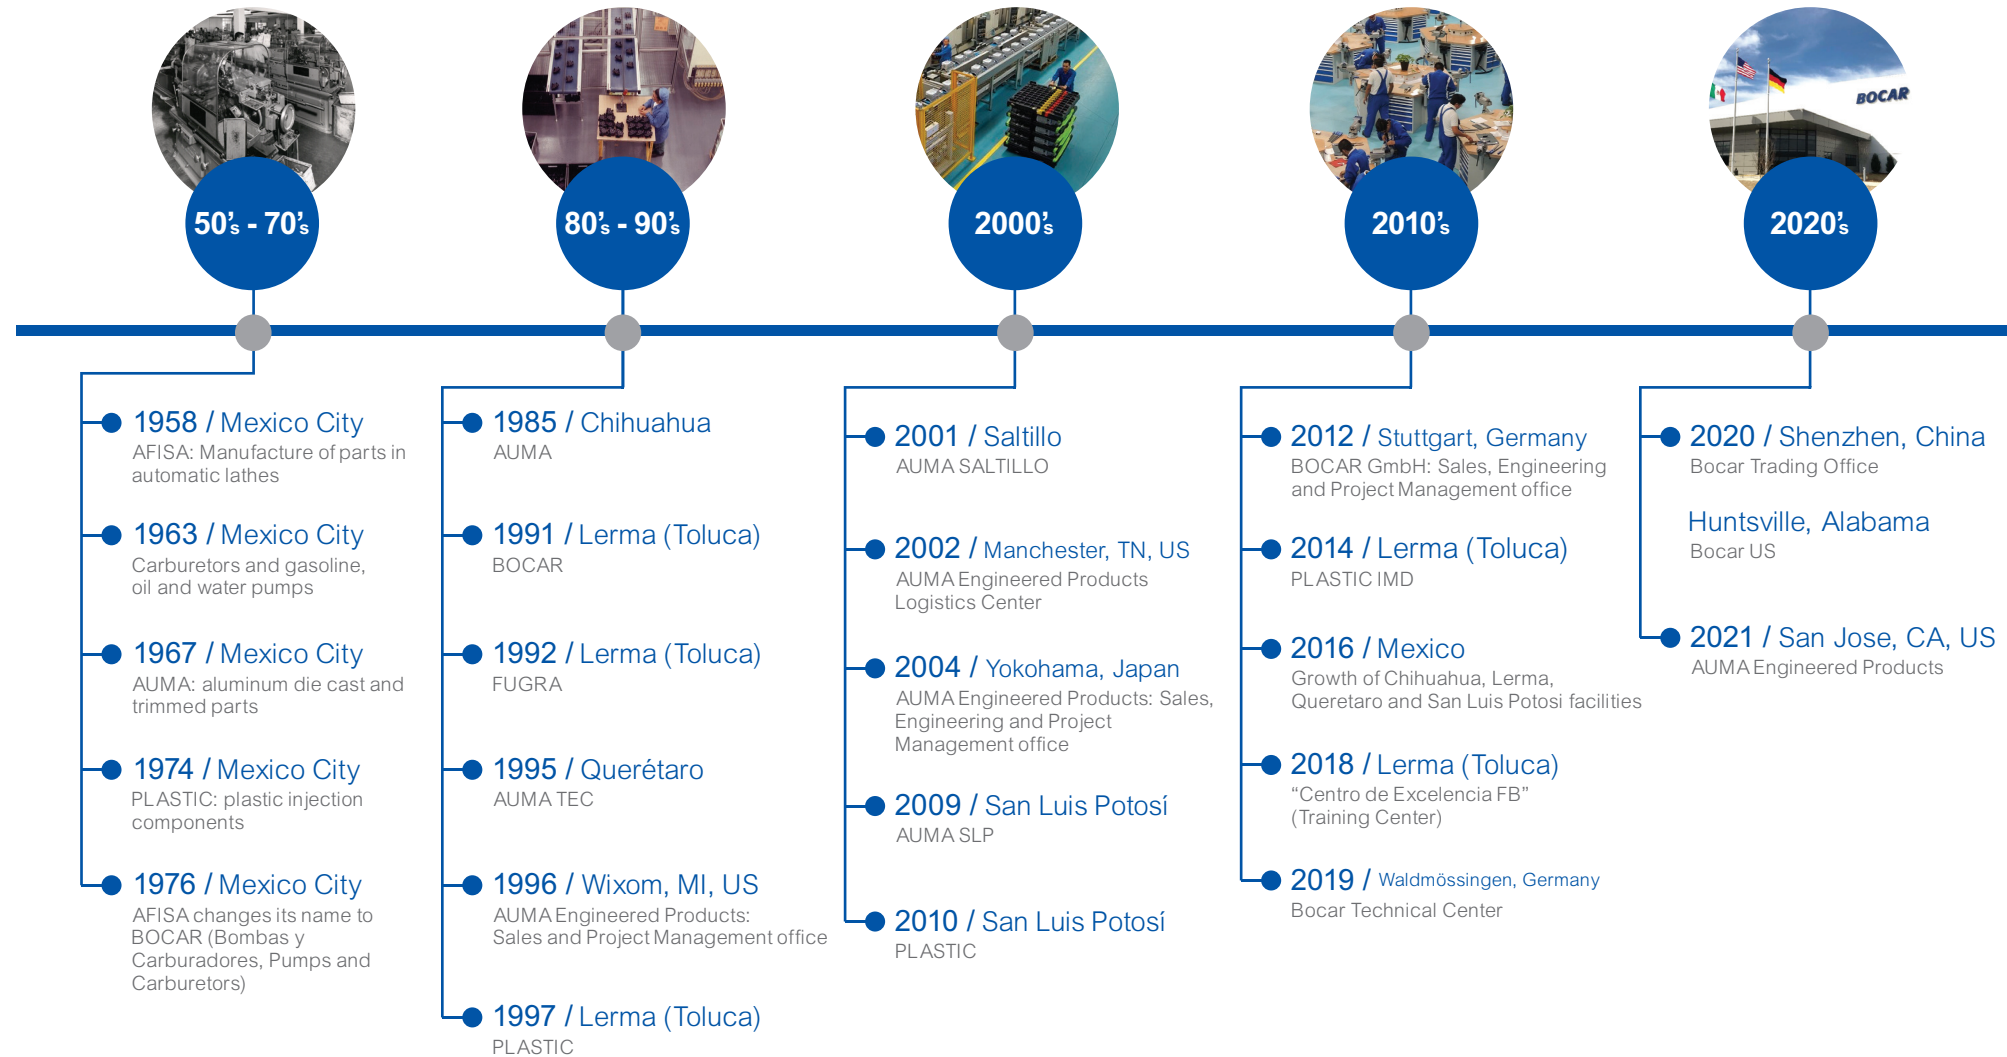 BOCAR
50's - 70's
80's - 90's
2000's
2010's
2020's
1958 / Mexico City
AFISA: Manufacture of parts in
automatic lathes
1963 / Mexico City
Carburetors and gasoline,
oil and water pumps
1967 / Mexico City
AUMA: aluminum die cast and
trimmed parts
1974 / Mexico City
PLASTIC: plastic injection
components
1976 / Mexico City
AFISA changes its name to
BOCAR (Bombas y
Carburadores, Pumps and
Carburetors)
1985 / Chihuahua
AUMA
1991 / Lerma (Toluca)
BOCAR
1992 / Lerma (Toluca)
FUGRA
1995 / Querétaro
AUMA TEC
1996 / Wixom, MI, US
AUMA Engineered Products:
Sales and Project Management office
1997 / Lerma (Toluca)
PLASTIC
2001 / Saltillo
AUMA SALTILLO
2002 / Manchester, TN, US
AUMA Engineered Products
Logistics Center
2004 / Yokohama, Japan
AUMA Engineered Products: Sales,
Engineering and Project
Management office
2009 / San Luis Potosí
AUMA SLP
2010 / San Luis Potosí
PLASTIC
2012 / Stuttgart, Germany
BOCAR GmbH: Sales, Engineering
and Project Management office
2014 / Lerma (Toluca)
PLASTIC IMD
2016 / Mexico
Growth of Chihuahua, Lerma,
Queretaro and San Luis Potosi facilities
2018 / Lerma (Toluca)
“Centro de Excelencia FB”
(Training Center)
2019 / Waldmössingen, Germany
Bocar Technical Center
2020 / Shenzhen, China
Bocar Trading Office
Huntsville, Alabama
Bocar US
2021 / San Jose, CA, US
AUMA Engineered Products